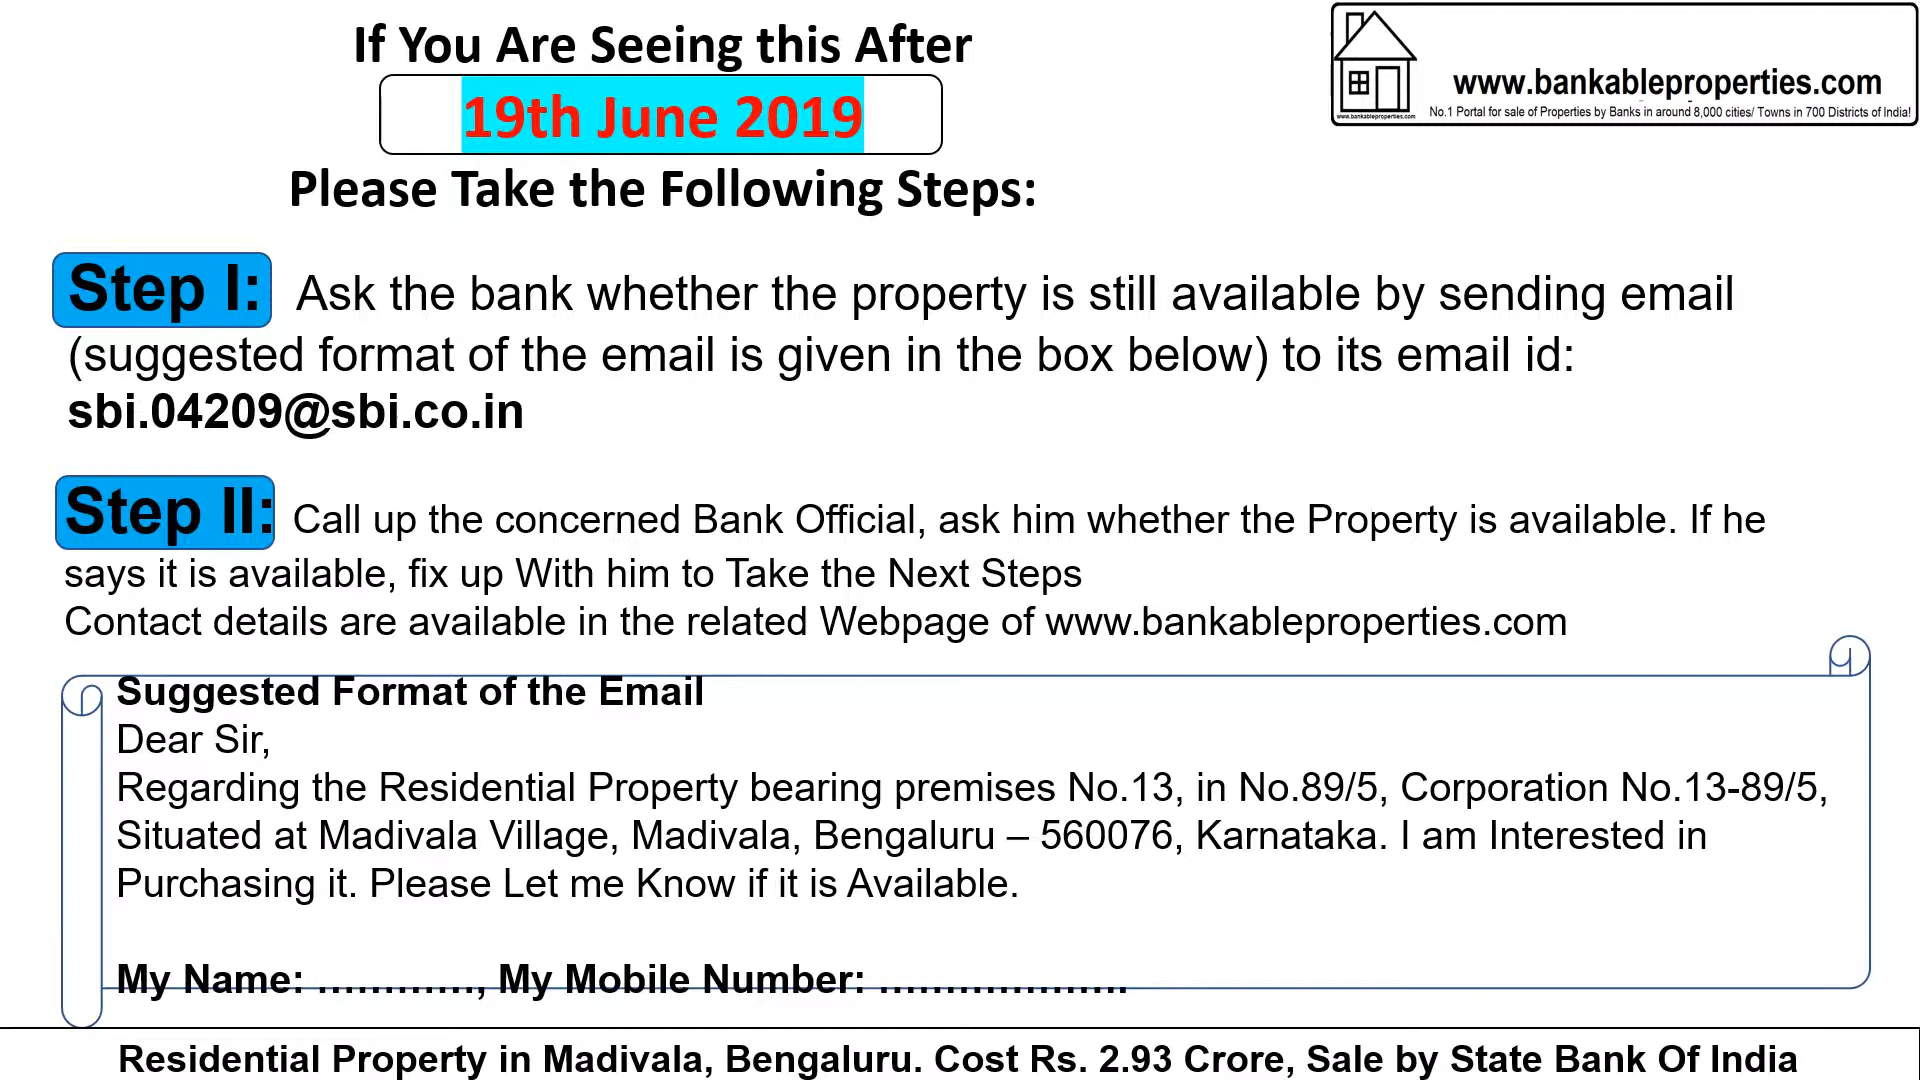 If You Are Seeing this After
19th June 2019
Please Take the Following Steps:
www.bankableproperties.com
No.1 Portal for sale of Properties by Banks in around 8,000 cities/ Towns in 700 Districts of India!
www.bankableproperties.com
Step I: Ask the bank whether the property is still available by sending email
(suggested format of the email is given in the box below) to its email id:
sbi.04209@sbi.co.in
Step II: Call up the concerned Bank Official, ask him whether the Property is available. If he
says it is available, fix up With him to Take the Next Steps
Contact details are available in the related Webpage of www.bankableproperties.com
Suggested Format of the Email
Dear Sir,
Regarding the Residential Property bearing premises No.13, in No.89/5, Corporation No.13-89/5,
Situated at Madivala Village, Madivala, Bengaluru – 560076, Karnataka. I am Interested in
Purchasing it. Please Let me Know if it is Available.
My Name: …………, My Mobile Number: ……………….
Residential Property in Madivala, Bengaluru. Cost Rs. 2.93 Crore, Sale by State Bank Of India